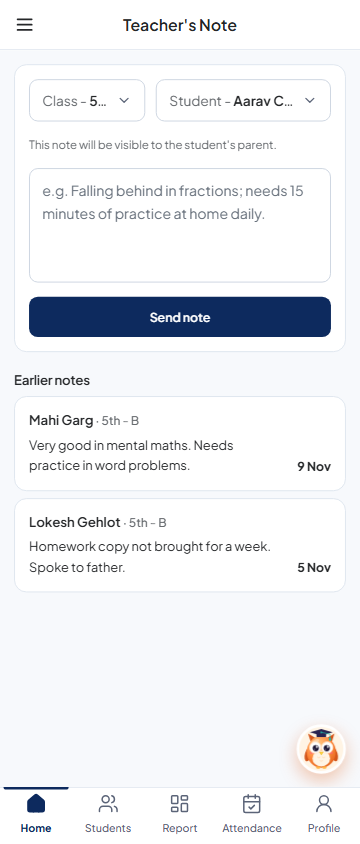 Teacher's Note
Class - 5...
Student - Aarav C...
This note will be visible to the student's parent.
e.g. Falling behind in fractions; needs 15
minutes of practice at home daily.
Send note
Earlier notes
Mahi Garg · 5th - B
Very good in mental maths. Needs
practice in word problems.
9 Nov
Lokesh Gehlot · 5th - B
Homework copy not brought for a week.
Spoke to father.
5 Nov
Home
Students
Report
Attendance
Profile